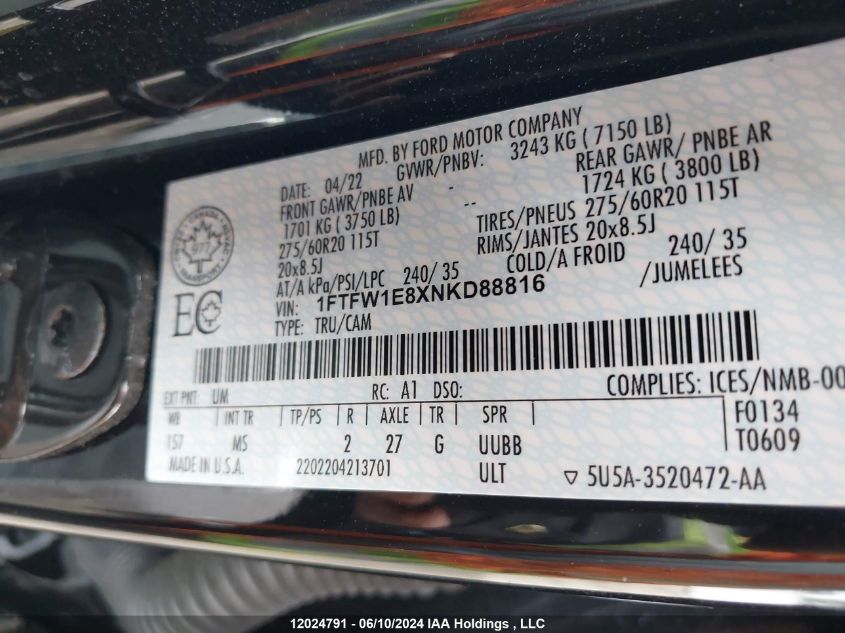 MFD. BY FORD MOTOR COMPANY
DATE: 04/22 GVWR/PNBV: 3243 KG ( 7150 LB)
FRONT GAWR/PNBE AV - REAR GAWR/ PNBE AR
1701 KG ( 3750 LB) -- 1724 KG ( 3800 LB)
275/60R20 115T TIRES/PNEUS 275/60R20 115T
20x8.5J RIMS/JANTES 20x8.5J
AT/A kPa/PSI/LPC 240/ 35 COLD/A FROID 240/ 35
VIN: 1FTFW1E8XNKD88816 /JUMELEES
TYPE: TRU/CAM
CANADA
TRANSPORT
EC
EXT PNT: UM RC: A1 DSO: COMPLIES: ICES/NMB-00
WB INT TR TP/PS R AXLE TR SPR F0134
157 MS 2 27 G UUBB T0609
MADE IN U.S.A. 2202204213701 ULT ▽ 5U5A-3520472-AA
12024791 - 06/10/2024 IAA Holdings , LLC